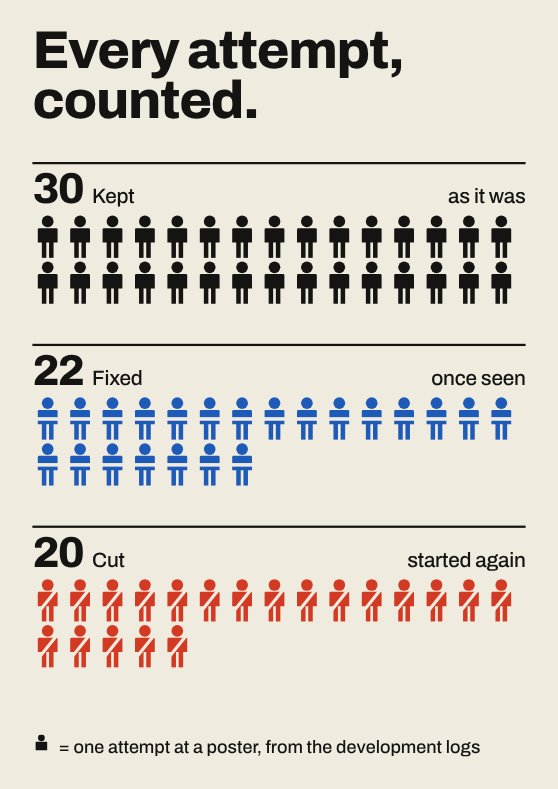 Every attempt,
counted.
30 Kept as it was
22 Fixed once seen
20 Cut started again
= one attempt at a poster, from the development logs